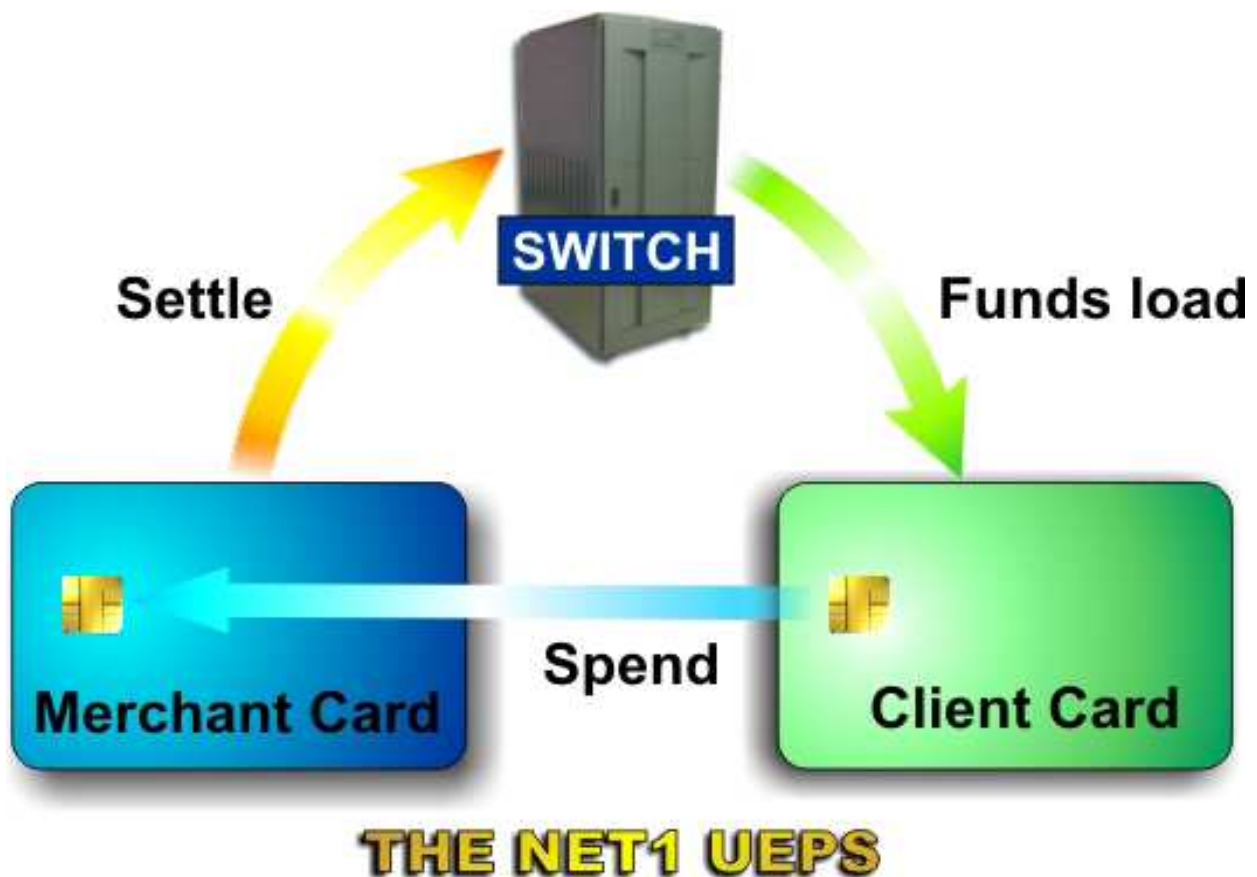 SWITCH
Settle
Funds load
Spend
Merchant Card
Client Card
THE NET1 UEPS